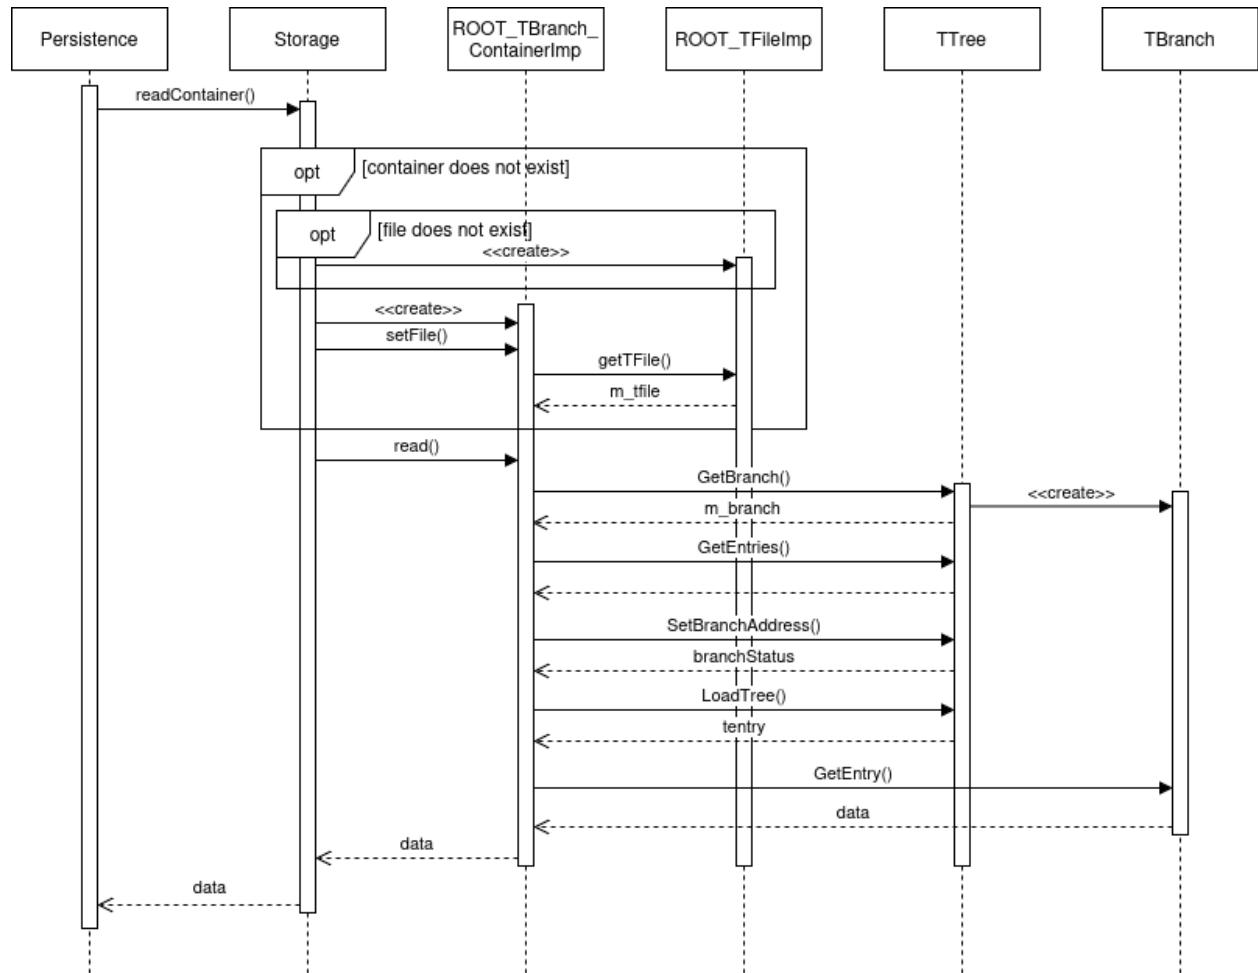 Persistence
Storage
ROOT_TBranch_
ContainerImp
ROOT_TFileImp
TTree
TBranch
readContainer()
opt
[container does not exist]
opt
[file does not exist]
<<create>>
<<create>>
setFile()
getTFile()
m_tfile
read()
GetBranch()
<<create>>
m_branch
GetEntries()
SetBranchAddress()
branchStatus
LoadTree()
tentry
GetEntry()
data
data
data